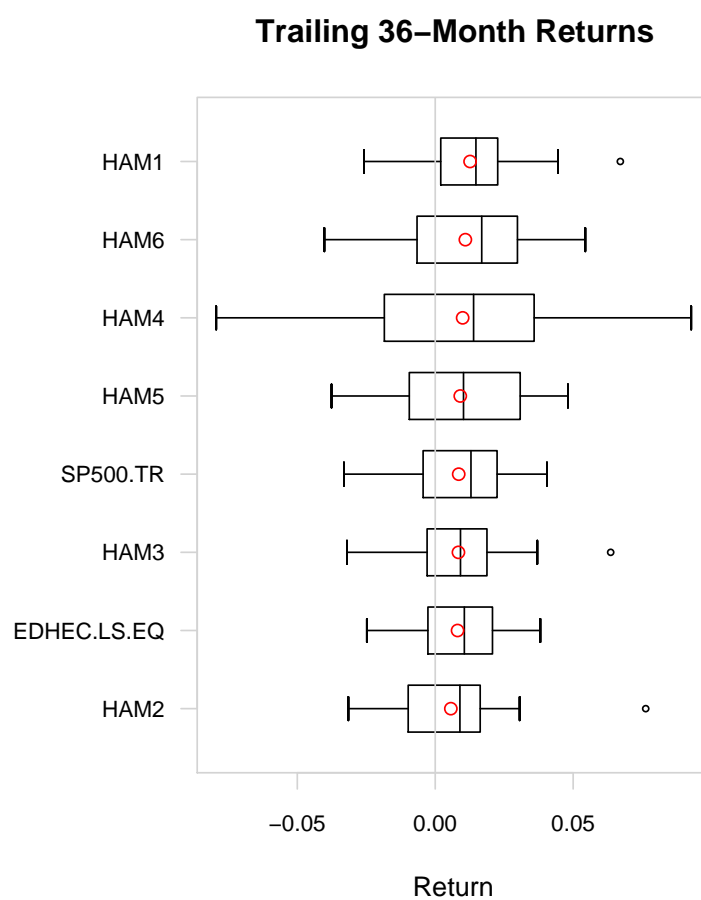 Trailing 36−Month Returns
HAM1
HAM6
HAM4
HAM5
SP500.TR
HAM3
EDHEC.LS.EQ
HAM2
−0.05 0.00 0.05
Return